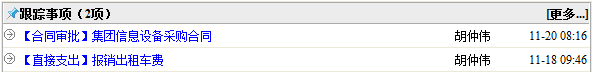 跟踪事项（2项） [更多...]
【合同审批】集团信息设备采购合同 胡仲伟 11-20 08:16
【直接支出】报销出租车费 胡仲伟 11-18 09:46